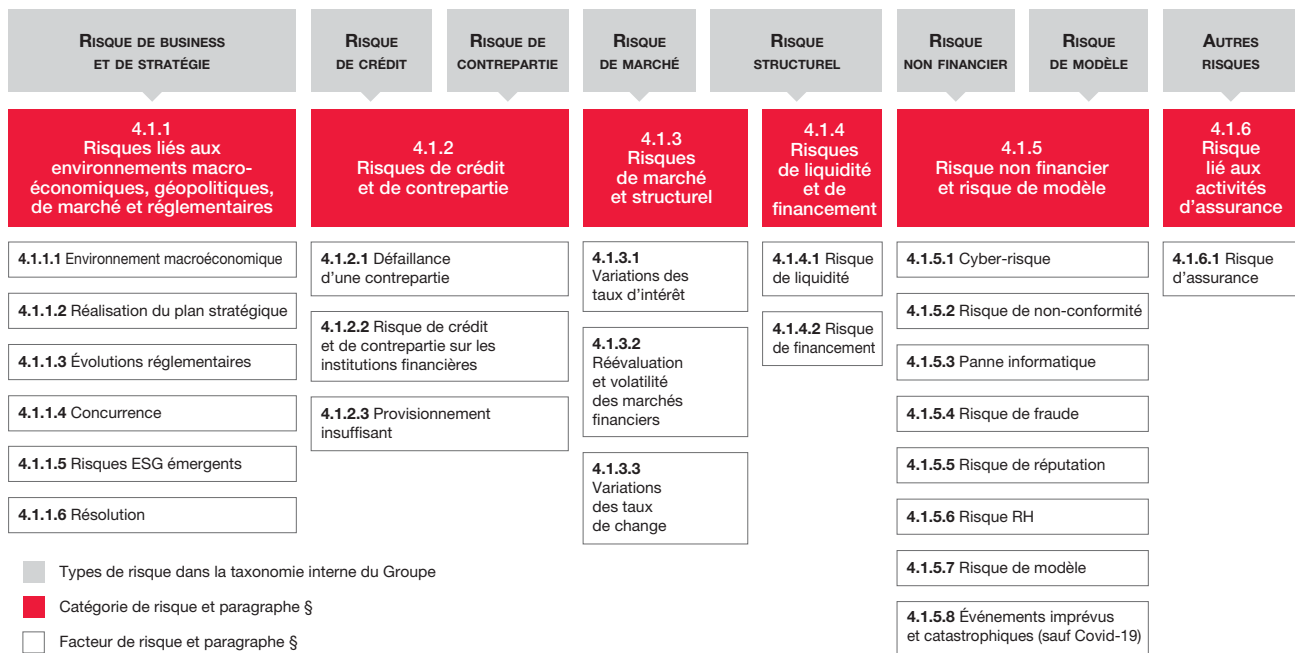 RISQUE DE BUSINESS
ET DE STRATÉGIE
RISQUE
DE CRÉDIT
RISQUE DE
CONTREPARTIE
RISQUE
DE MARCHÉ
RISQUE
STRUCTUREL
RISQUE
NON FINANCIER
RISQUE
DE MODÈLE
AUTRES
RISQUES
4.1.1
Risques liés aux
environnements macro-
économiques, géopolitiques,
de marché et réglementaires
4.1.2
Risques de crédit
et de contrepartie
4.1.3
Risques
de marché
et structurel
4.1.4
Risques
de liquidité
et de
financement
4.1.5
Risque non financier
et risque de modèle
4.1.6
Risque
lié aux
activités
d'assurance
4.1.1.1 Environnement macroéconomique
4.1.1.2 Réalisation du plan stratégique
4.1.1.3 Évolutions réglementaires
4.1.1.4 Concurrence
4.1.1.5 Risques ESG émergents
4.1.1.6 Résolution
4.1.2.1 Défaillance
d'une contrepartie
4.1.2.2 Risque de crédit
et de contrepartie sur les
institutions financières
4.1.2.3 Provisionnement
insuffisant
4.1.3.1
Variations des
taux d'intérêt
4.1.3.2
Réévaluation
et volatilité
des marchés
financiers
4.1.3.3
Variations
des taux
de change
4.1.4.1 Risque
de liquidité
4.1.4.2 Risque
de financement
4.1.5.1 Cyber-risque
4.1.5.2 Risque de non-conformité
4.1.5.3 Panne informatique
4.1.5.4 Risque de fraude
4.1.5.5 Risque de réputation
4.1.5.6 Risque RH
4.1.5.7 Risque de modèle
4.1.5.8 Événements imprévus
et catastrophiques (sauf Covid-19)
4.1.6.1 Risque
d'assurance
Types de risque dans la taxonomie interne du Groupe
Catégorie de risque et paragraphe §
Facteur de risque et paragraphe §